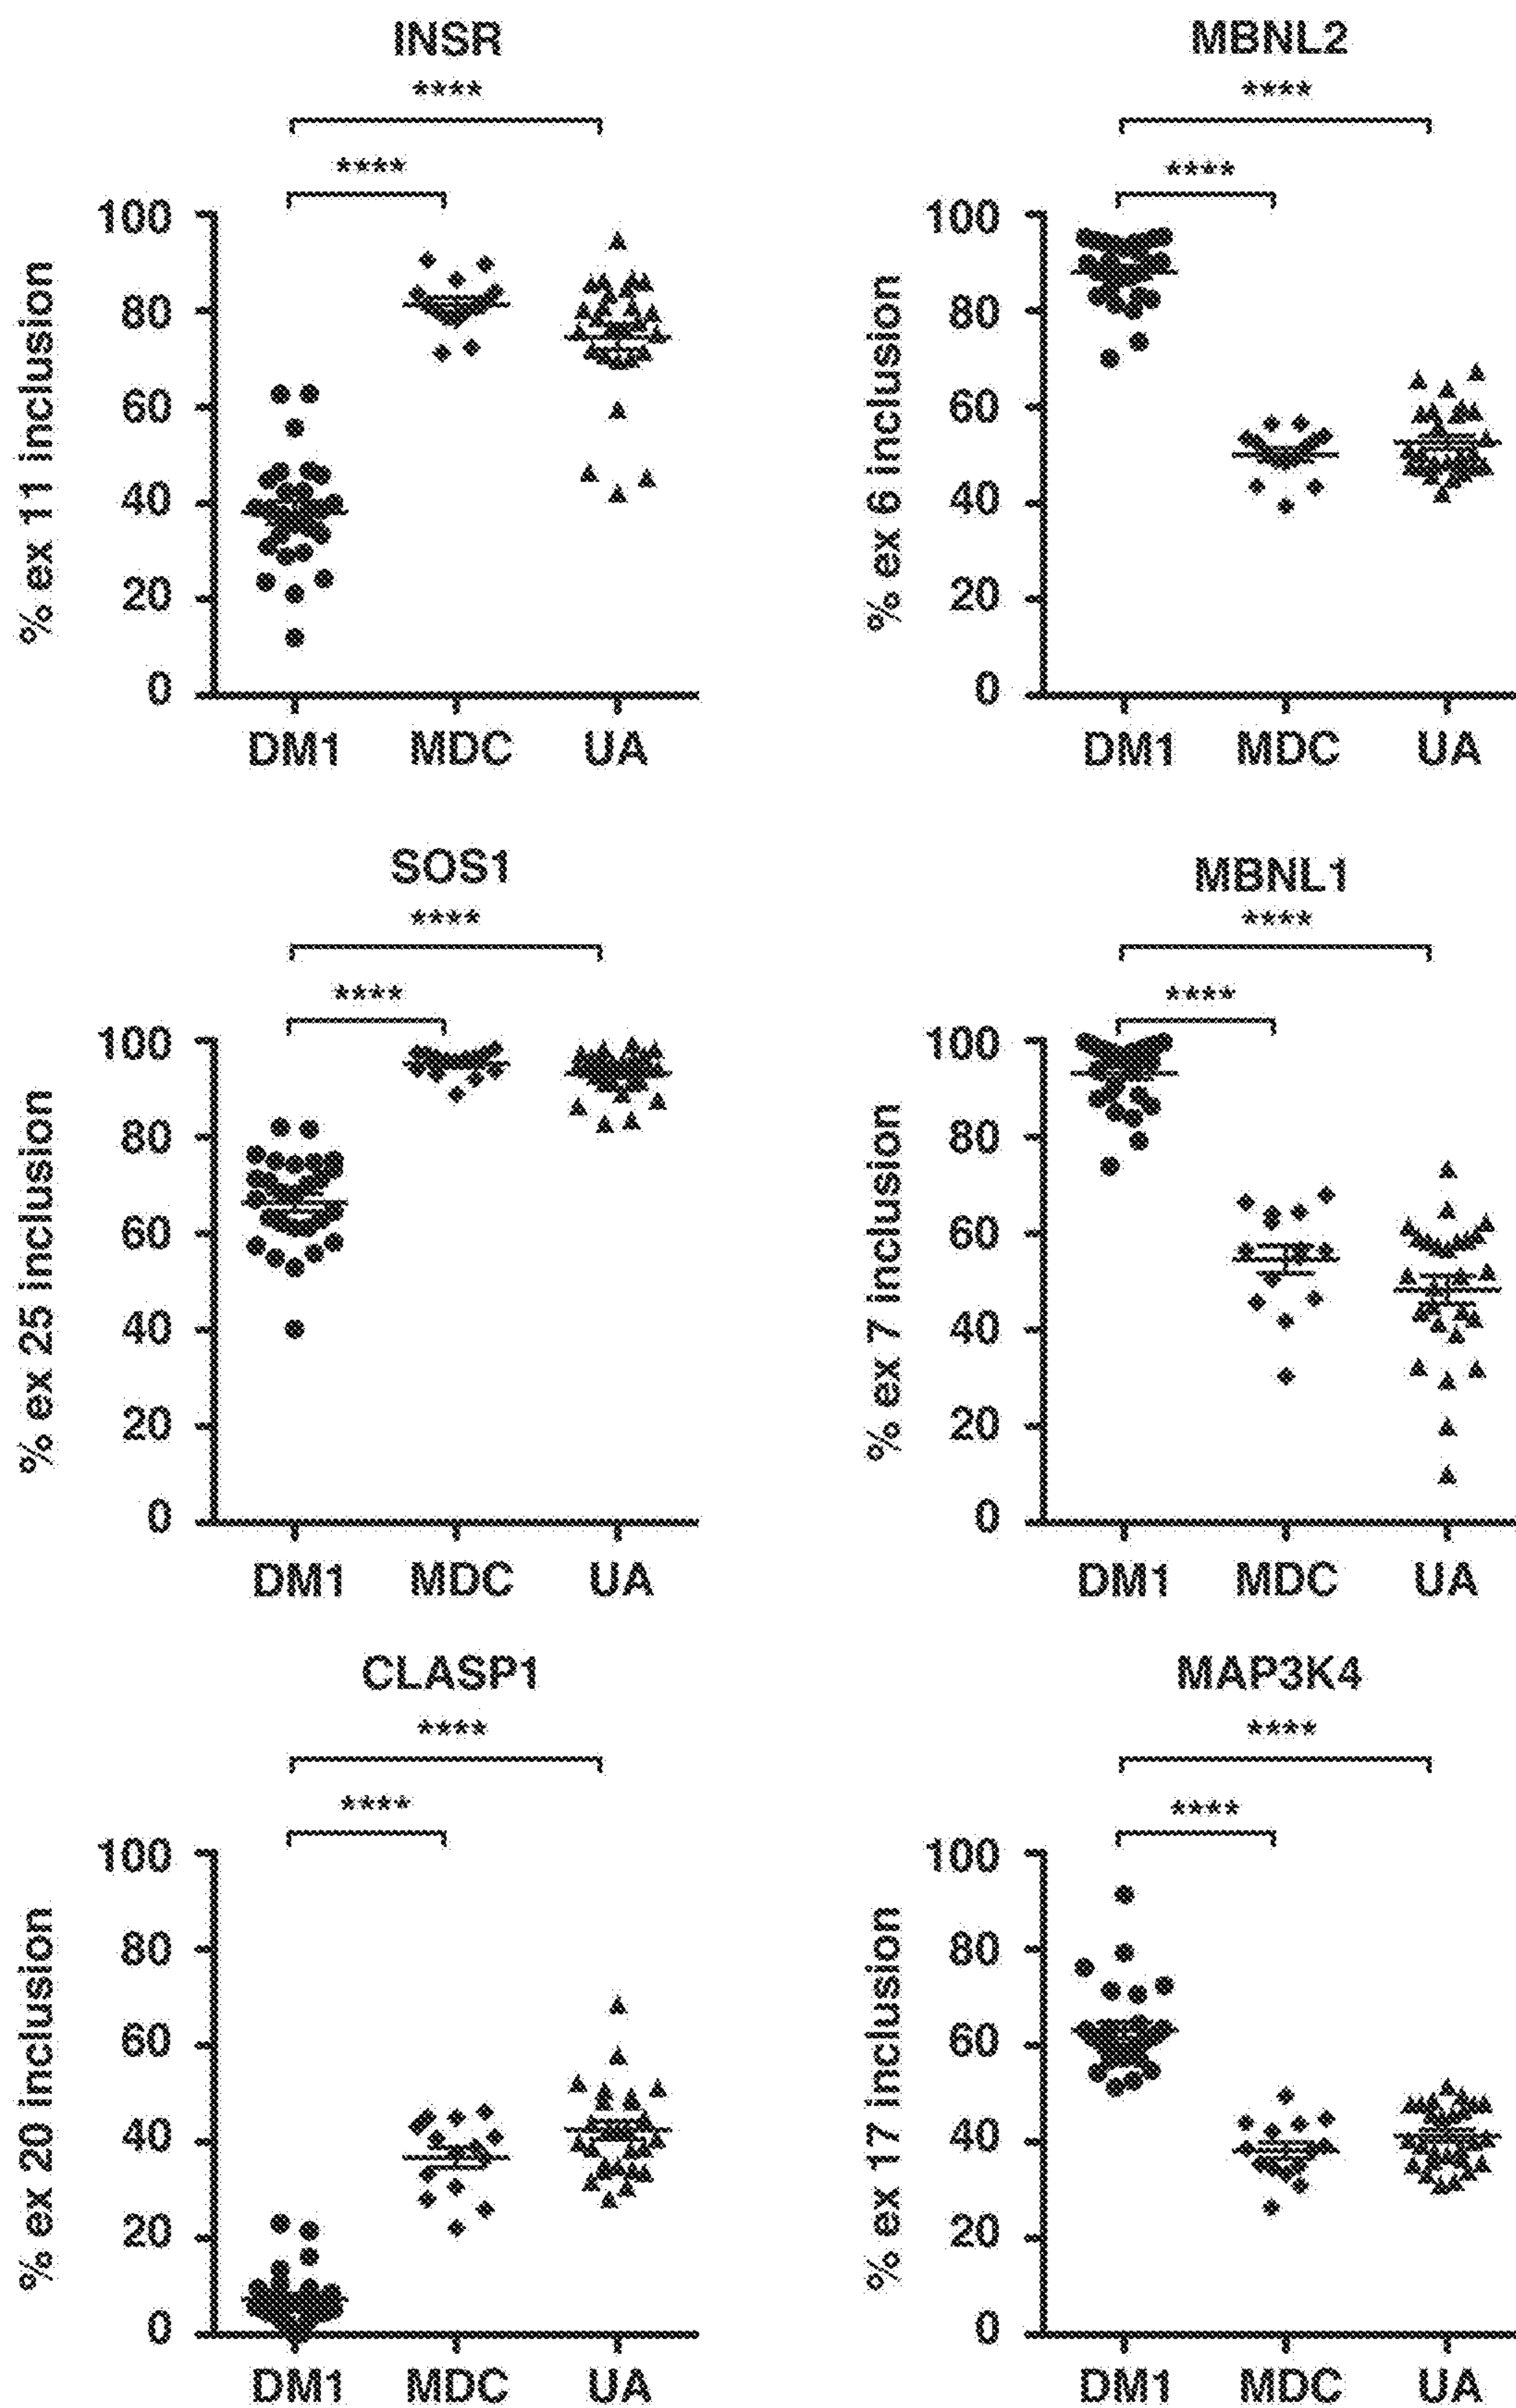 INSR
****
****
% ex 11 inclusion
100
80
60
40
20
0
DM1 MDC UA
MBNL2
****
****
% ex 6 inclusion
100
80
60
40
20
0
DM1 MDC UA
SOS1
****
****
% ex 25 inclusion
100
80
60
40
20
0
DM1 MDC UA
MBNL1
****
****
% ex 7 inclusion
100
80
60
40
20
0
DM1 MDC UA
CLASP1
****
****
% ex 20 inclusion
100
80
60
40
20
0
DM1 MDC UA
MAP3K4
****
****
% ex 17 inclusion
100
80
60
40
20
0
DM1 MDC UA